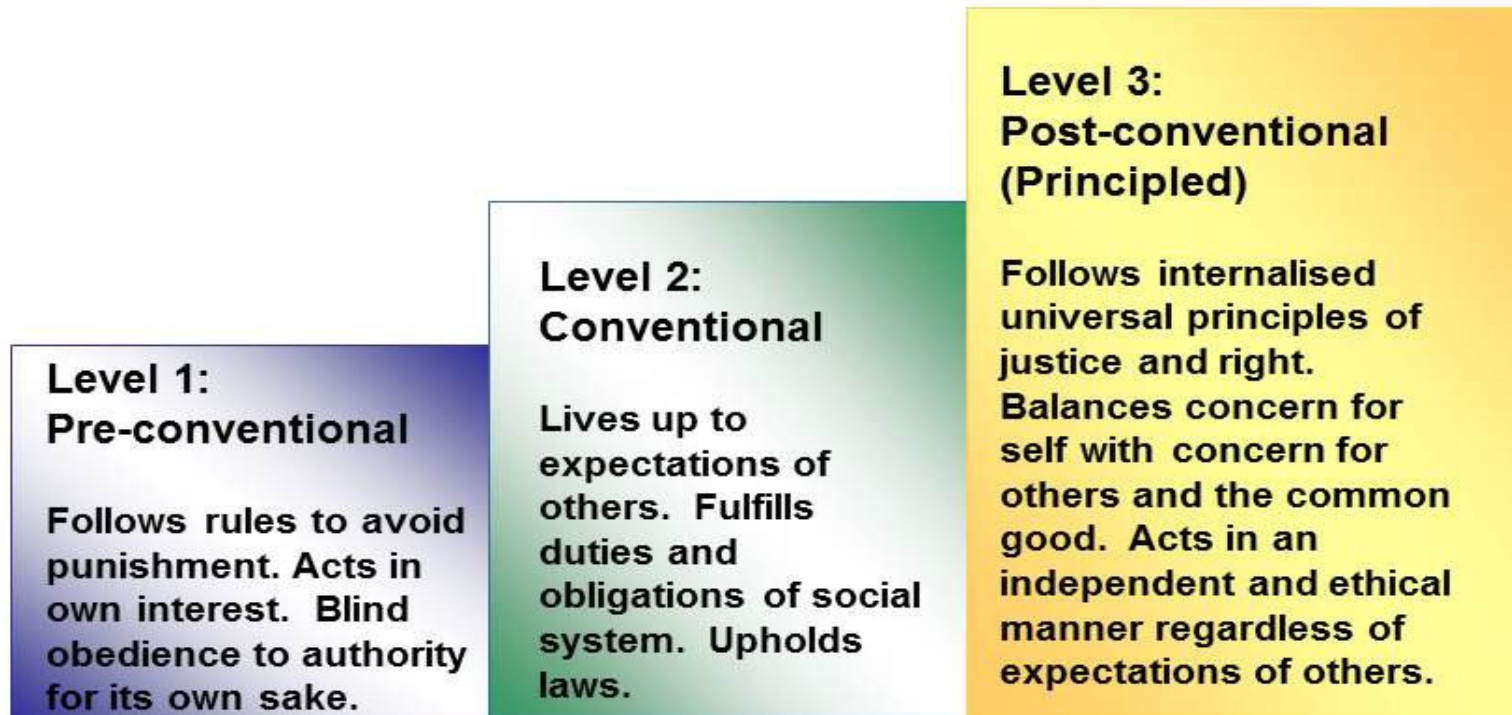 Level 1:
Pre-conventional
Follows rules to avoid
punishment. Acts in
own interest. Blind
obedience to authority
for its own sake.
Level 2:
Conventional
Lives up to
expectations of
others. Fulfills
duties and
obligations of social
system. Upholds
laws.
Level 3:
Post-conventional
(Principled)
Follows internalised
universal principles of
justice and right.
Balances concern for
self with concern for
others and the common
good. Acts in an
independent and ethical
manner regardless of
expectations of others.